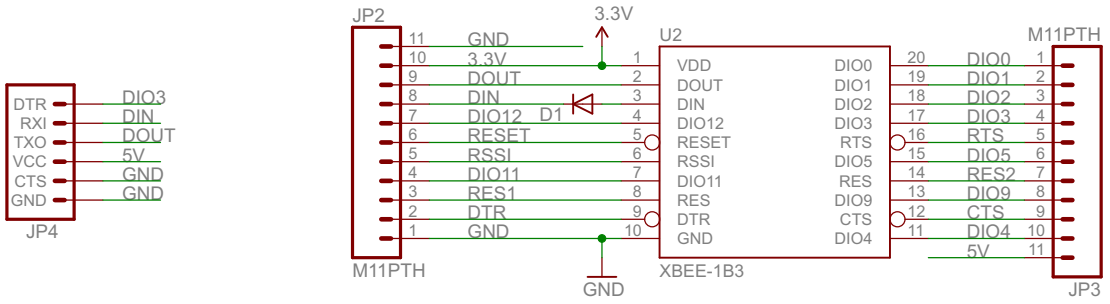 JP2
3.3V
U2
M11PTH
11 GND
10 3.3V 1 VDD DIO0 20 DIO0 1
9 DOUT 2 DOUT DIO1 19 DIO1 2
DTR DIO3 8 DIN D1 3 DIN DIO2 18 DIO2 3
RXI DIN 7 DIO12 4 DIO12 DIO3 17 DIO3 4
TXO DOUT 6 RESET 5 RESET RTS 16 RTS 5
VCC 5V 5 RSSI 6 RSSI DIO5 15 DIO5 6
CTS GND 4 DIO11 7 DIO11 RES 14 RES2 7
GND GND 3 RES1 8 RES DIO9 13 DIO9 8
JP4 2 DTR 9 DTR CTS 12 CTS 9
1 GND 10 GND DIO4 11 DIO4 10
5V 11
M11PTH
XBEE-1B3
GND
JP3